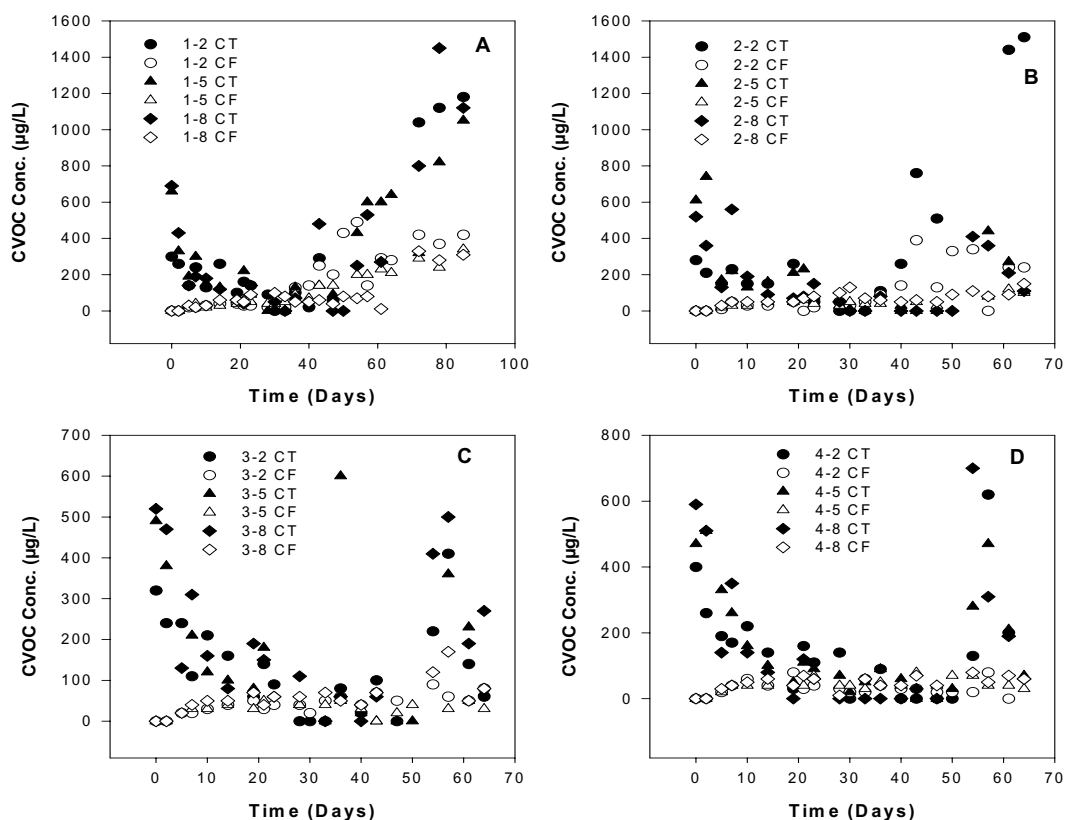 A
1-2 CT
1-2 CF
1-5 CT
1-5 CF
1-8 CT
1-8 CF
CVOC Conc. (µg/L)
1600
1400
1200
1000
800
600
400
200
0
0 20 40 60 80 100
Time (Days)
B
2-2 CT
2-2 CF
2-5 CT
2-5 CF
2-8 CT
2-8 CF
CVOC Conc. (µg/L)
1600
1400
1200
1000
800
600
400
200
0
0 10 20 30 40 50 60 70
Time (Days)
C
3-2 CT
3-2 CF
3-5 CT
3-5 CF
3-8 CT
3-8 CF
CVOC Conc. (µg/L)
700
600
500
400
300
200
100
0
0 10 20 30 40 50 60 70
Time (Days)
D
4-2 CT
4-2 CF
4-5 CT
4-5 CF
4-8 CT
4-8 CF
CVOC Conc. (µg/L)
800
600
400
200
0
0 10 20 30 40 50 60 70
Time (Days)